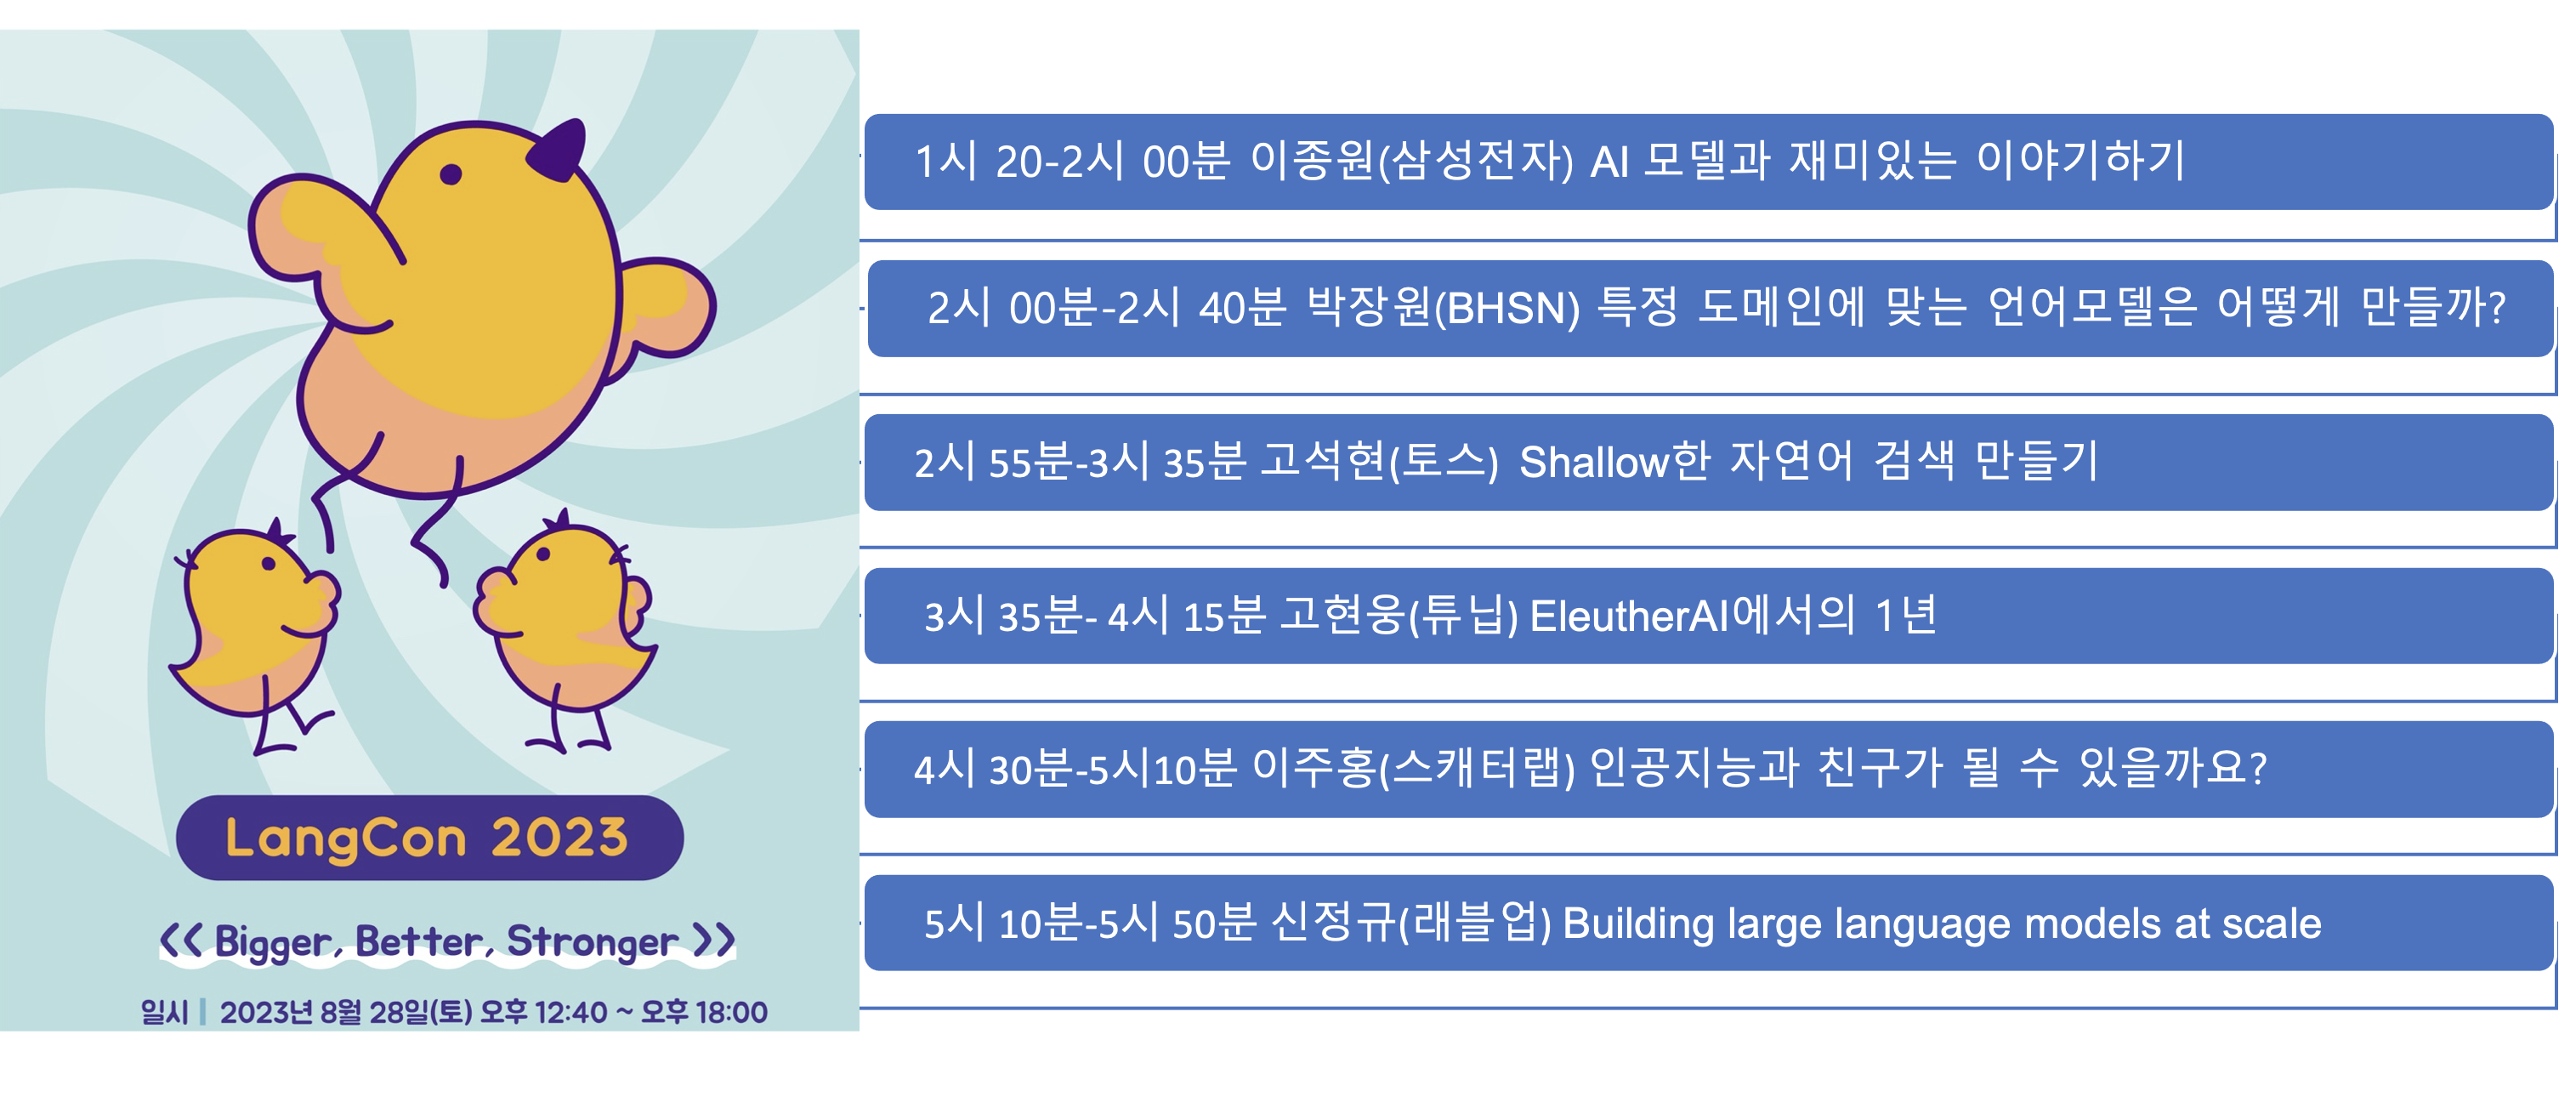 LangCon 2023
<< Bigger, Better, Stronger >>
일시 | 2023년 8월 28일(토) 오후 12:40 ~ 오후 18:00
1시 20-2시 00분 이종원(삼성전자) AI 모델과 재미있는 이야기하기
2시 00분-2시 40분 박장원(BHSN) 특정 도메인에 맞는 언어모델은 어떻게 만들까?
2시 55분-3시 35분 고석현(토스) Shallow한 자연어 검색 만들기
3시 35분- 4시 15분 고현웅(튜닙) EleutherAI에서의 1년
4시 30분-5시10분 이주홍(스캐터랩) 인공지능과 친구가 될 수 있을까요?
5시 10분-5시 50분 신정규(래블업) Building large language models at scale